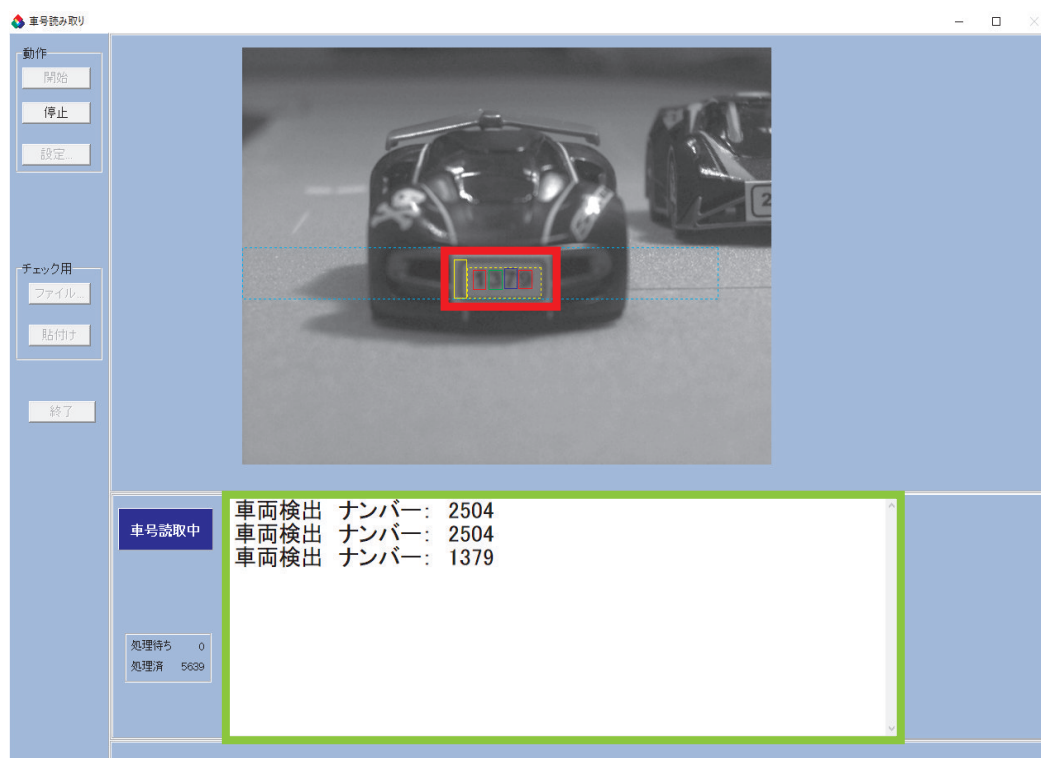 車号読み取り
動作
開始
停止
設定...
チェック用
ファイル...
貼付け
終了
2
1379
車号読取中
車両検出 ナンバー: 2504
車両検出 ナンバー: 2504
車両検出 ナンバー: 1379
処理待ち 0
処理済 5639